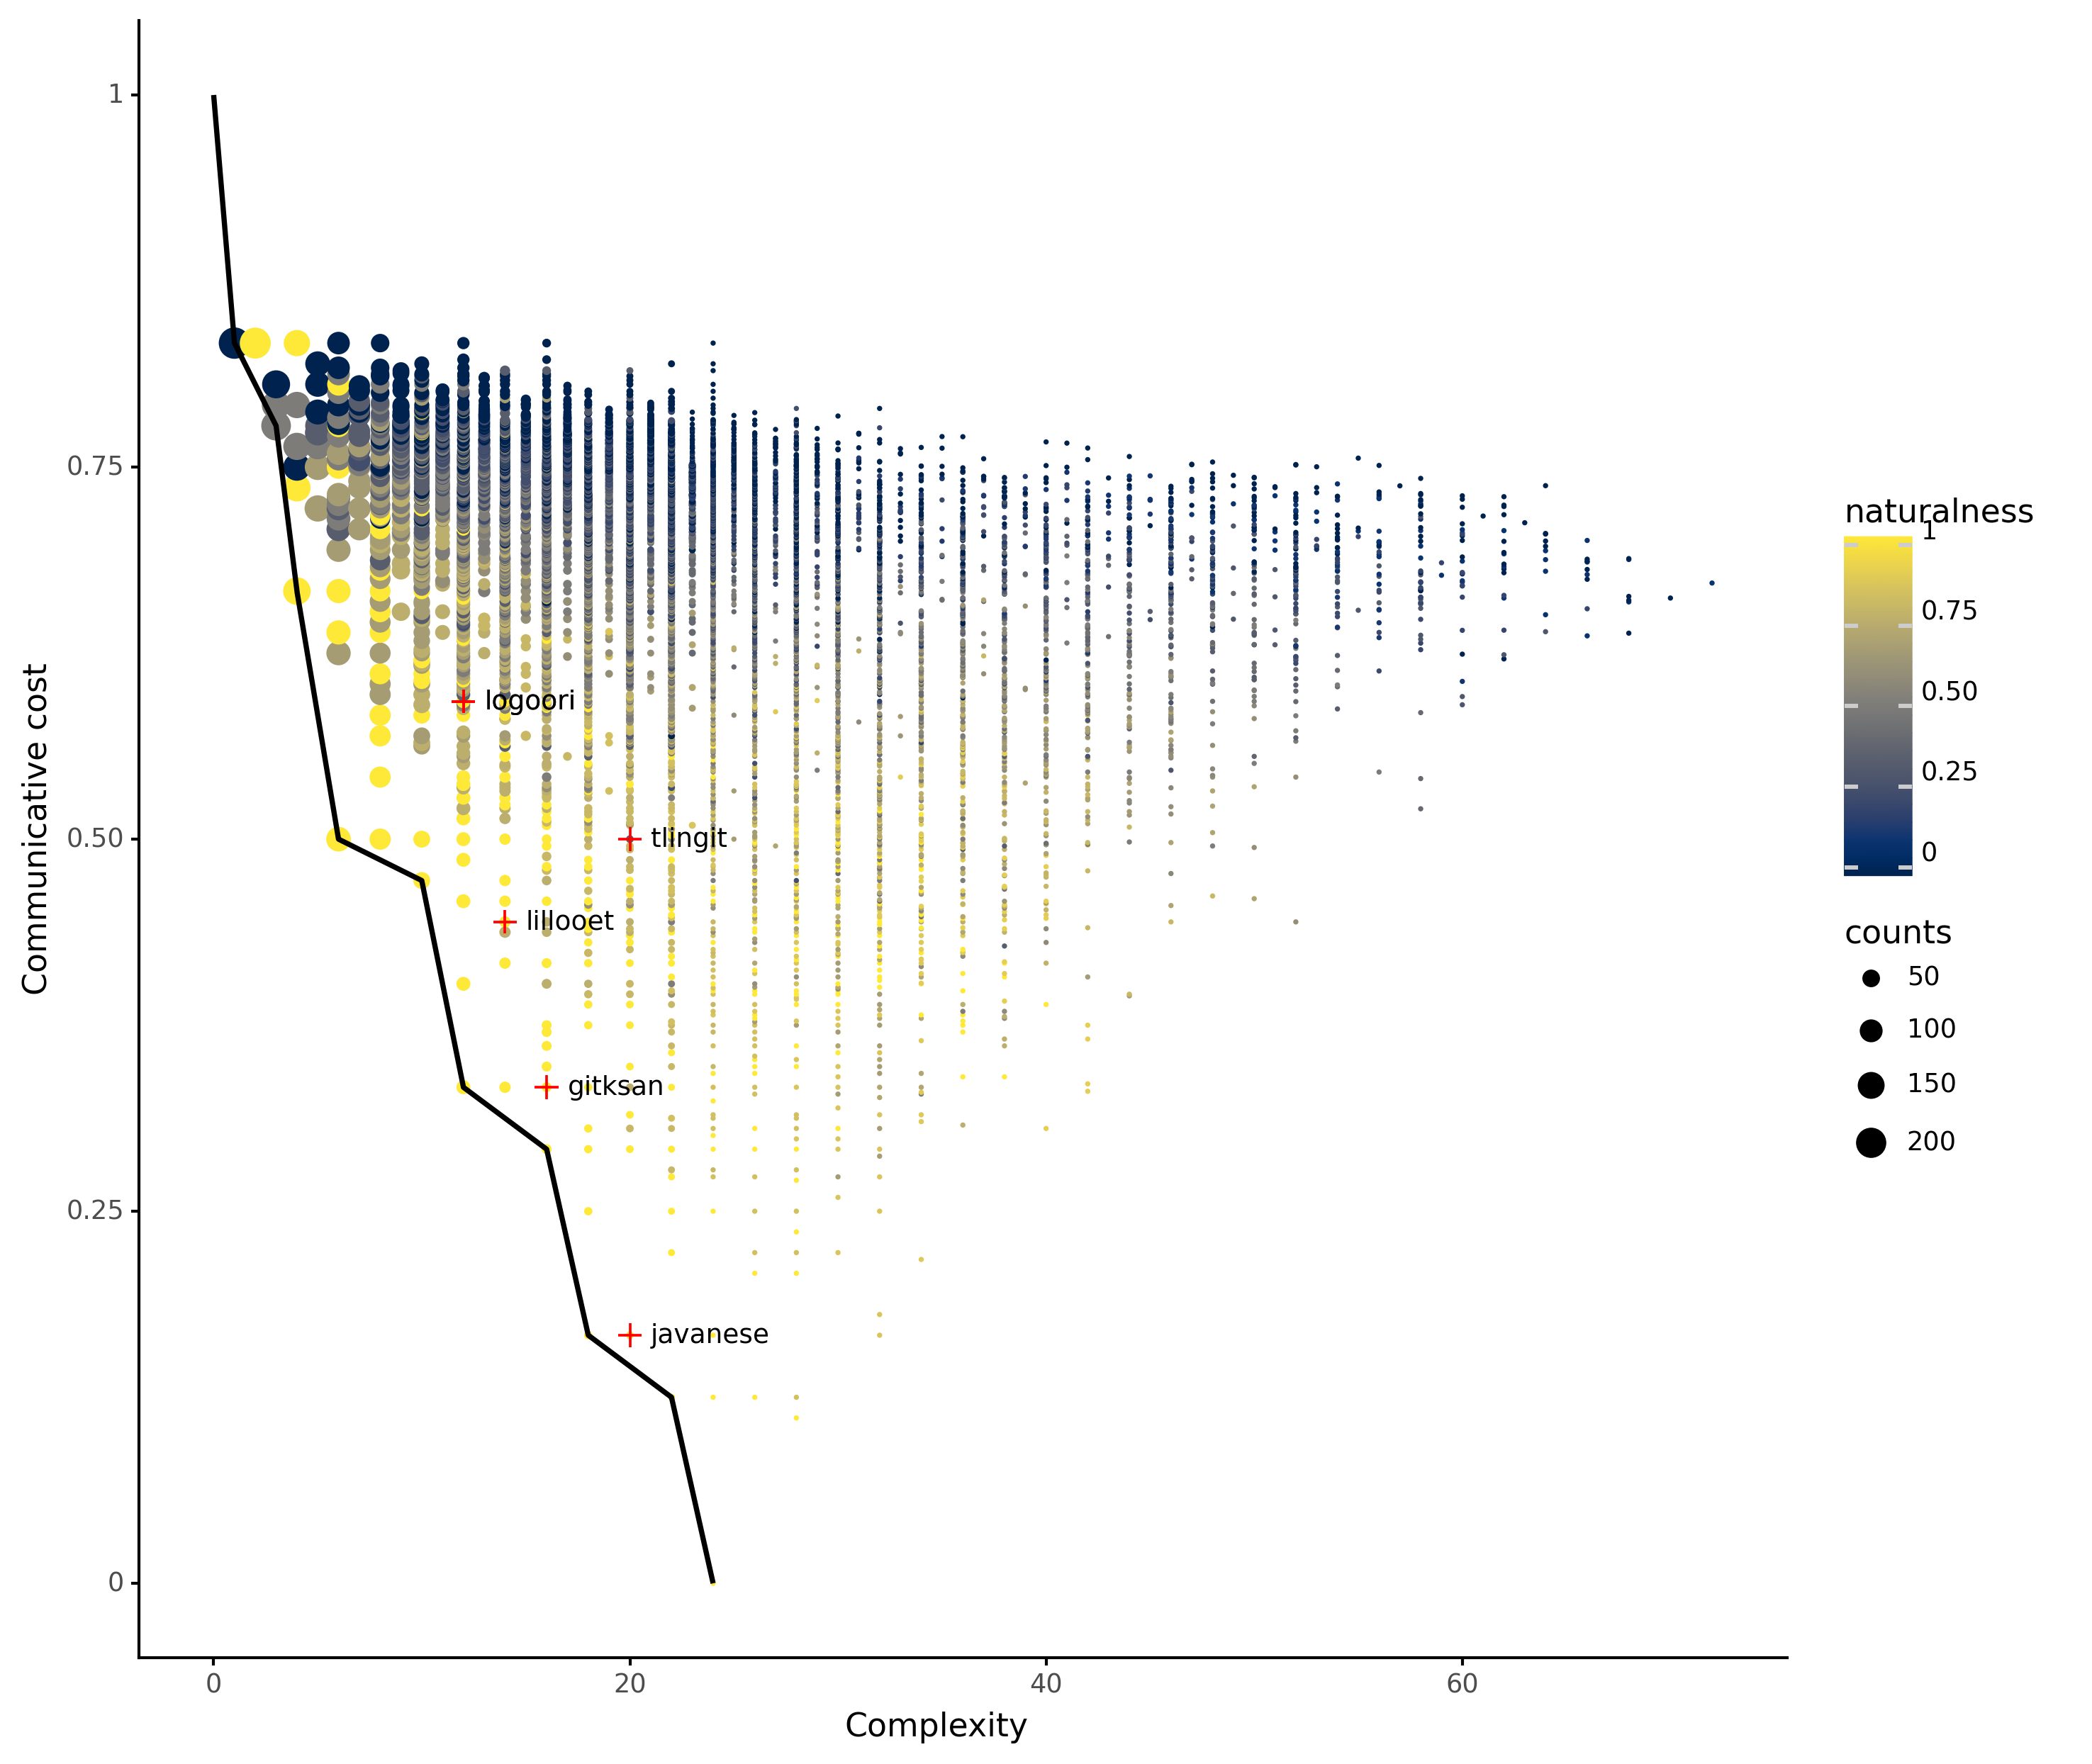 Communicative cost
1
0.75
0.50
0.25
0
logoori
tlingit
lillooet
gitksan
javanese
0
20
40
60
Complexity
naturalness
1
0.75
0.50
0.25
0
counts
50
100
150
200